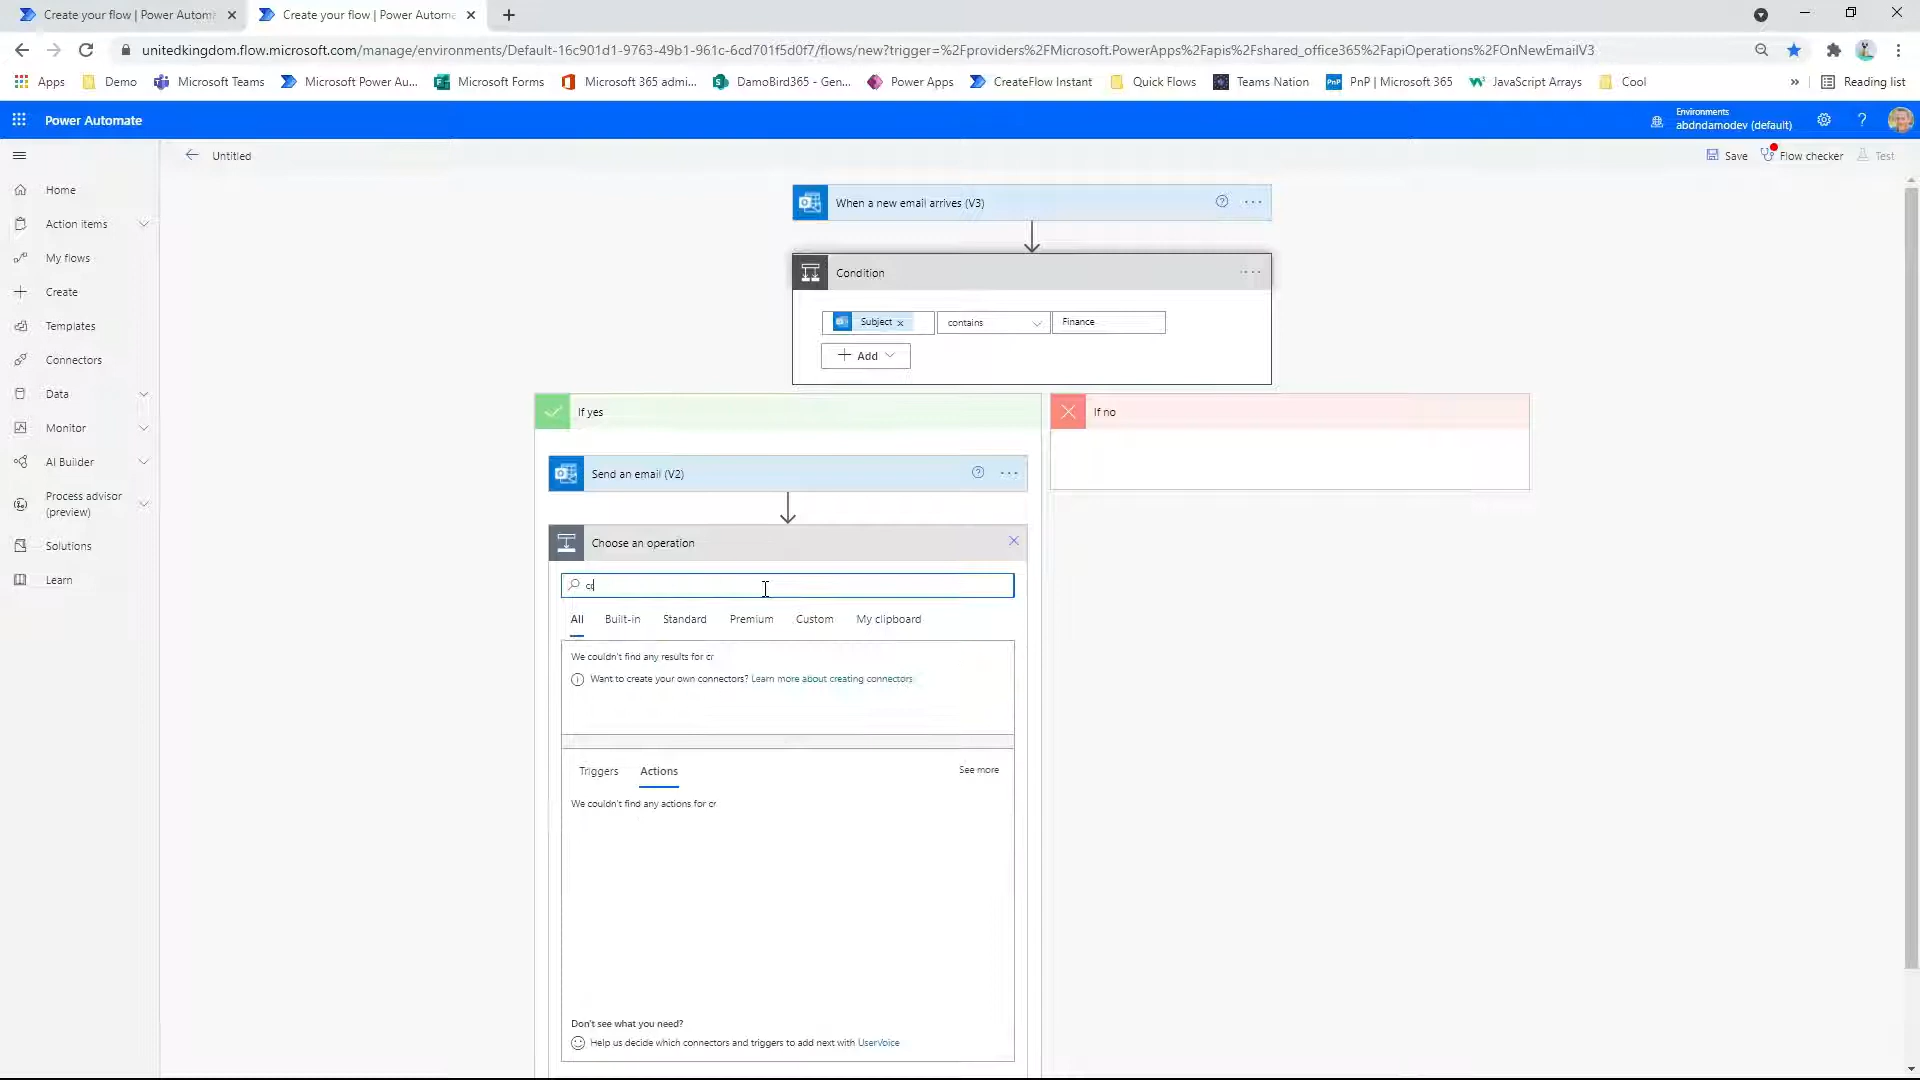 Create your flow | Power Automa
Create your flow | Power Automa
unitedkingdom.flow.microsoft.com/manage/environments/Default-16c901d1-9763-49b1-961c-6cd701f5d0f7/flows/new?trigger=%2Fproviders%2FMicrosoft.PowerApps%2Fapis%2Fshared_office365%2FapiOperations%2FOnNewEmailV3
Apps Demo Microsoft Teams Microsoft Power Au... Microsoft Forms Microsoft 365 admi... DamoBird365 - Gen... Power Apps CreateFlow Instant Quick Flows Teams Nation PnP | Microsoft 365 JavaScript Arrays Cool » Reading list
Power Automate
Environments
abdndamodev (default)
Untitled
Save Flow checker Test
Home
Action items
My flows
Create
Templates
Connectors
Data
Monitor
AI Builder
Process advisor
(preview)
Solutions
Learn
When a new email arrives (V3)
Condition
Subject contains Finance
Add
If yes
If no
Send an email (V2)
Choose an operation
cr
All Built-in Standard Premium Custom My clipboard
We couldn't find any results for cr
Want to create your own connectors? Learn more about creating connectors
Triggers Actions See more
We couldn't find any actions for cr
Don't see what you need?
Help us decide which connectors and triggers to add next with UserVoice